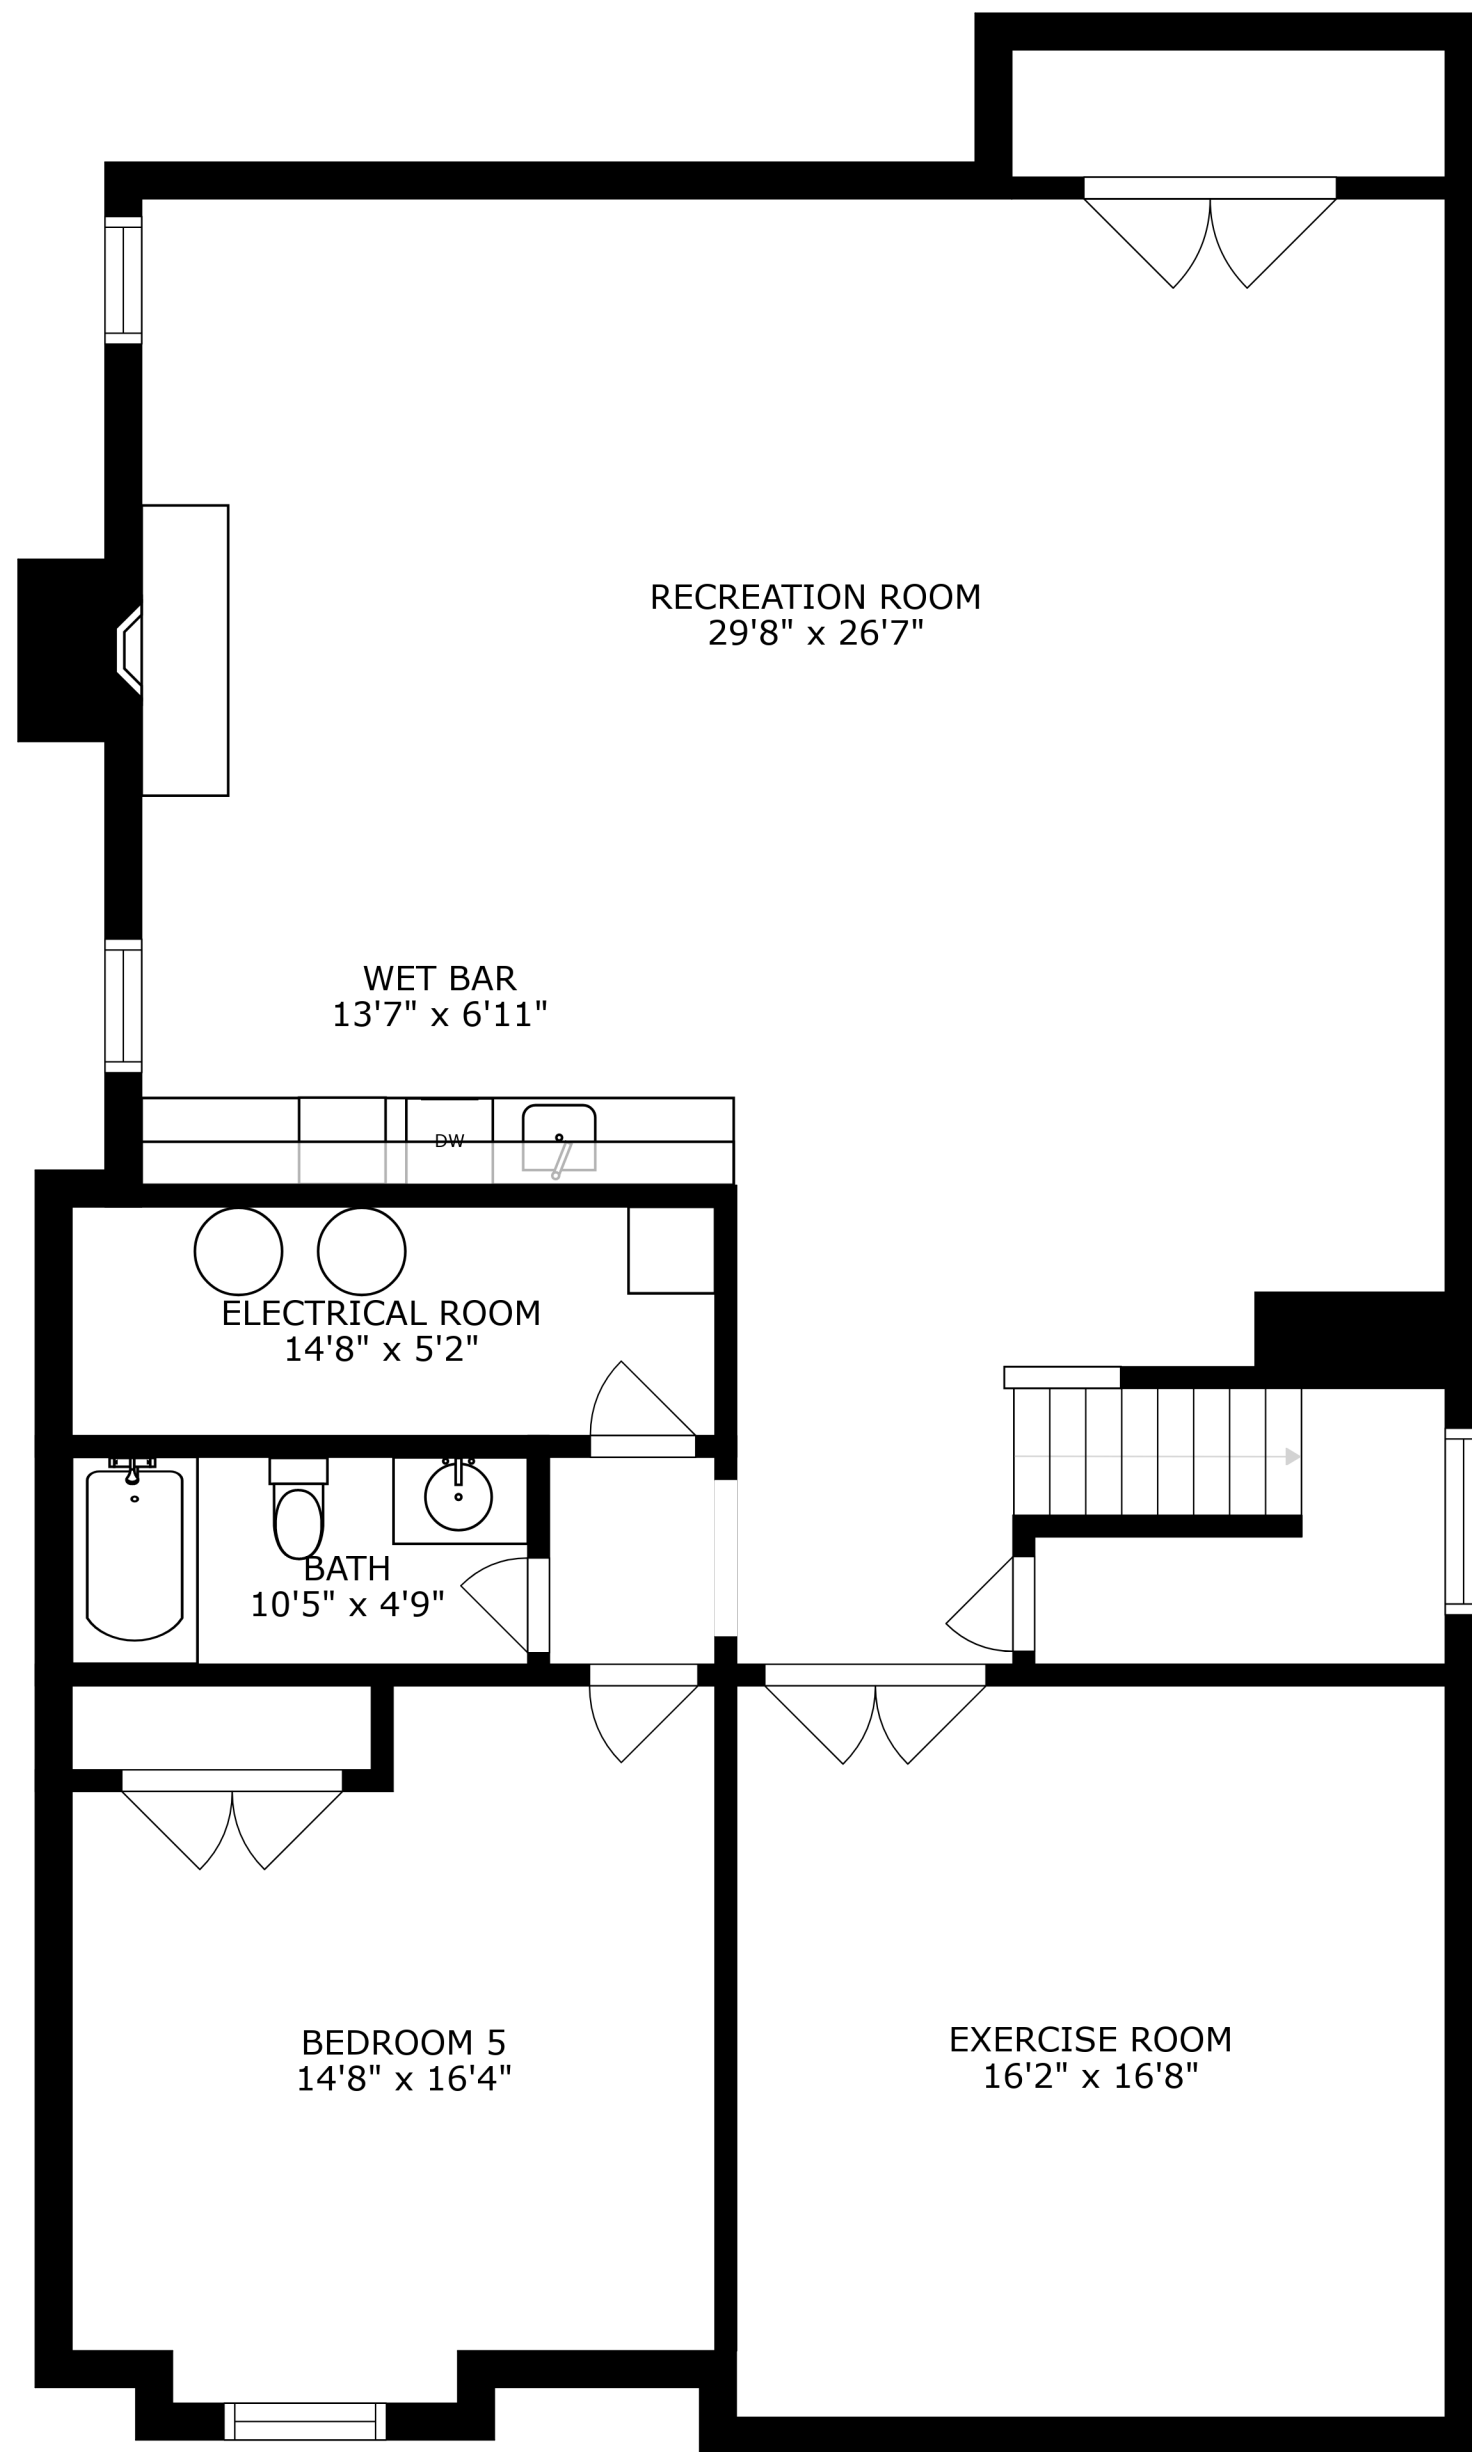 RECREATION ROOM
29'8" x 26'7"
WET BAR
13'7" x 6'11"
DW
ELECTRICAL ROOM
14'8" x 5'2"
BATH
10'5" x 4'9"
BEDROOM 5
14'8" x 16'4"
EXERCISE ROOM
16'2" x 16'8"